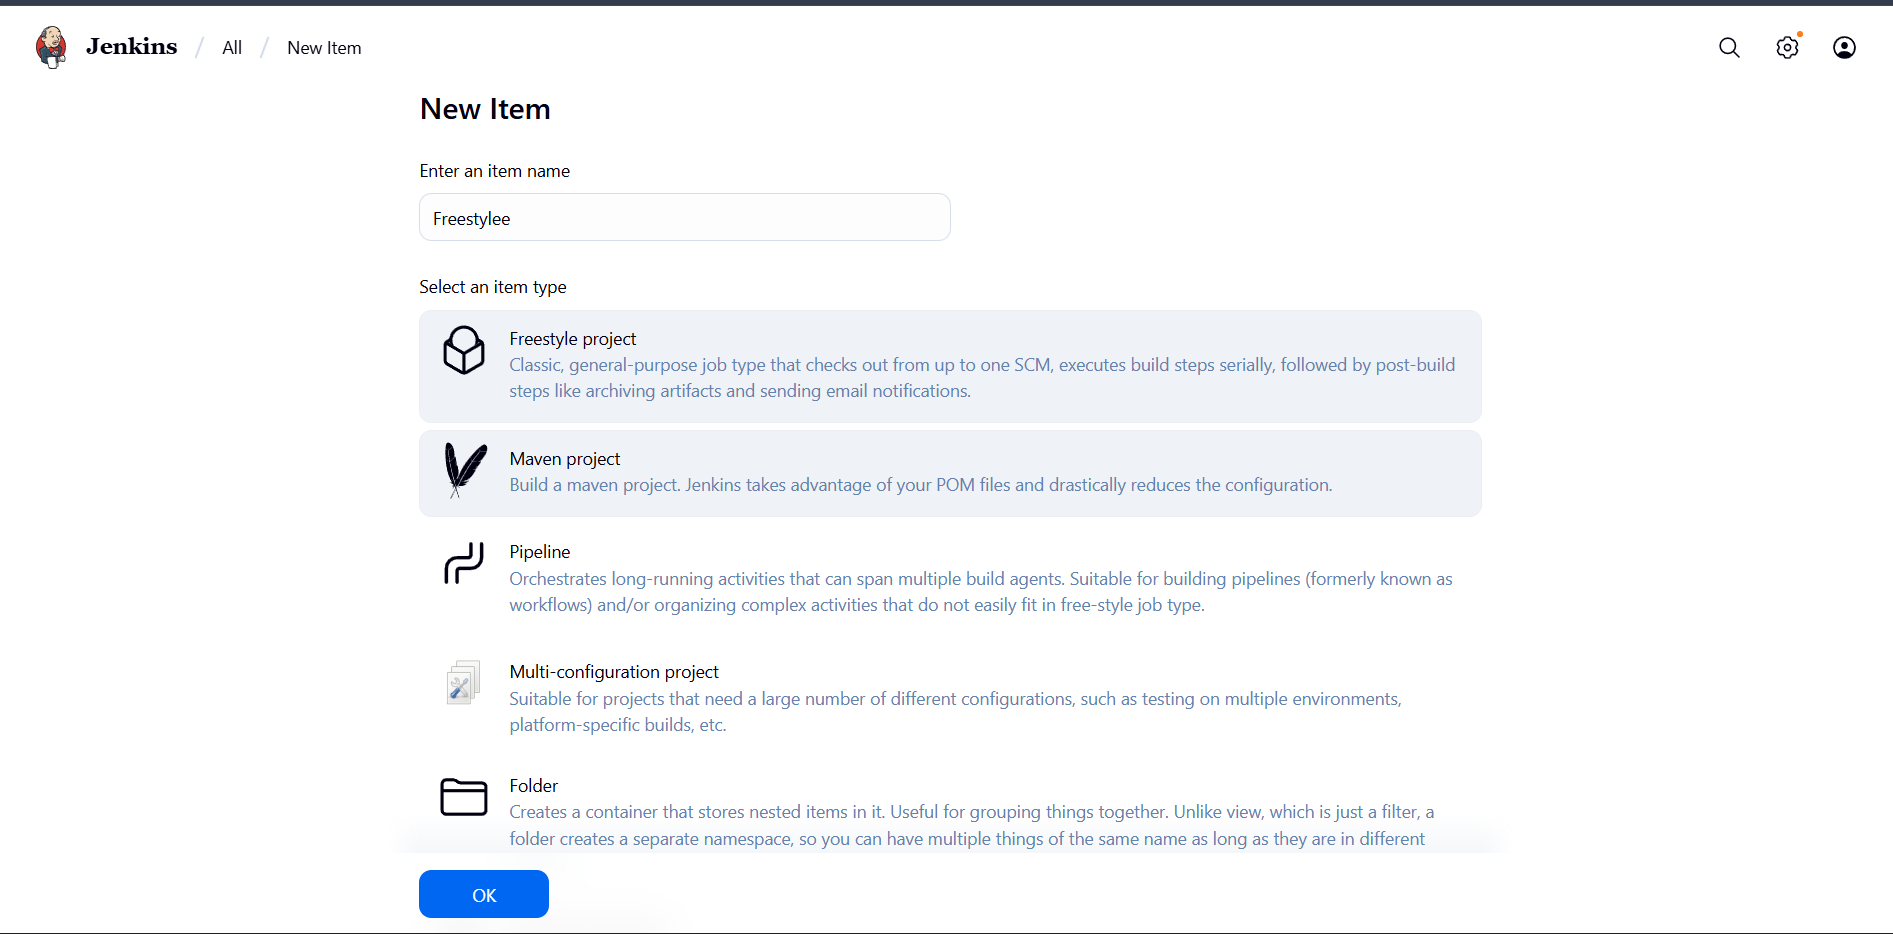 Jenkins / All / New Item
New Item
Enter an item name
Freestylee
Select an item type
Freestyle project
Classic, general-purpose job type that checks out from up to one SCM, executes build steps serially, followed by post-build
steps like archiving artifacts and sending email notifications.
Maven project
Build a maven project. Jenkins takes advantage of your POM files and drastically reduces the configuration.
Pipeline
Orchestrates long-running activities that can span multiple build agents. Suitable for building pipelines (formerly known as
workflows) and/or organizing complex activities that do not easily fit in free-style job type.
Multi-configuration project
Suitable for projects that need a large number of different configurations, such as testing on multiple environments,
platform-specific builds, etc.
Folder
Creates a container that stores nested items in it. Useful for grouping things together. Unlike view, which is just a filter, a
folder creates a separate namespace, so you can have multiple things of the same name as long as they are in different
OK